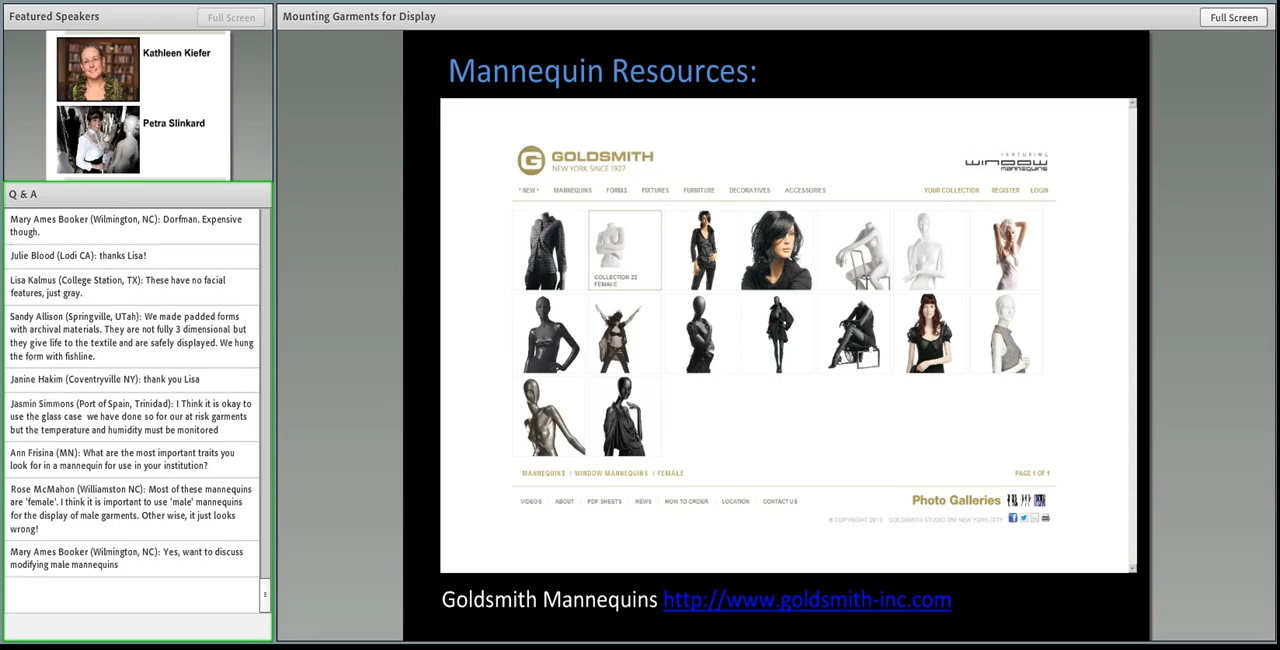 Featured Speakers
Full Screen
Kathleen Kiefer
Petra Slinkard
Q & A
Mary Ames Booker (Wilmington, NC): Dorfman. Expensive
though.
Julie Blood (Lodi CA): thanks Lisa!
Lisa Kalmus (College Station, TX): These have no facial
features, just gray.
Sandy Allison (Springville, UTah): We made padded forms
with archival materials. They are not fully 3 dimensional but
they give life to the textile and are safely displayed. We hung
the form with fishline.
Janine Hakim (Coventryville NY): thank you Lisa
Jasmin Simmons (Port of Spain, Trinidad): I Think it is okay to
use the glass case we have done so for our at risk garments
but the temperature and humidity must be monitored
Ann Frisina (MN): What are the most important traits you
look for in a mannequin for use in your institution?
Rose McMahon (Williamston NC): Most of these mannequins
are 'female'. I think it is important to use 'male' mannequins
for the display of male garments. Other wise, it just looks
wrong!
Mary Ames Booker (Wilmington, NC): Yes, want to discuss
modifying male mannequins
Mounting Garments for Display
Full Screen
Mannequin Resources:
G GOLDSMITH
NEW YORK SINCE 1927
FEATURING
window
mannequins
* NEW * MANNEQUINS FORMS FIXTURES FURNITURE DECORATIVES ACCESSORIES YOUR COLLECTION REGISTER LOGIN
COLLECTION 22
FEMALE
MANNEQUINS / WINDOW MANNEQUINS / FEMALE PAGE 1 OF 1
VIDEOS ABOUT PDF SHEETS NEWS HOW TO ORDER LOCATION CONTACT US Photo Galleries
© COPYRIGHT 2012 GOLDSMITH STUDIO 350 NEW YORK CITY
Goldsmith Mannequins http://www.goldsmith-inc.com